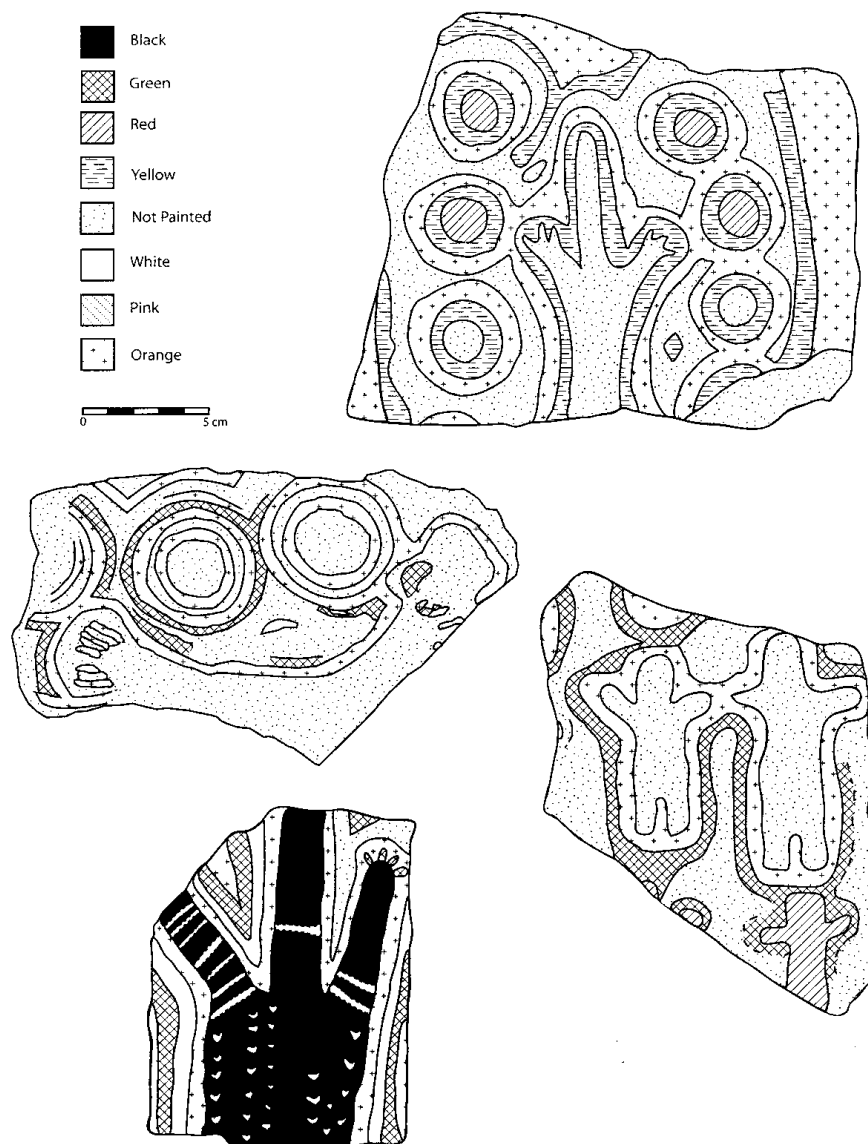 Black
Green
Red
Yellow
Not Painted
White
Pink
Orange
0 5 cm